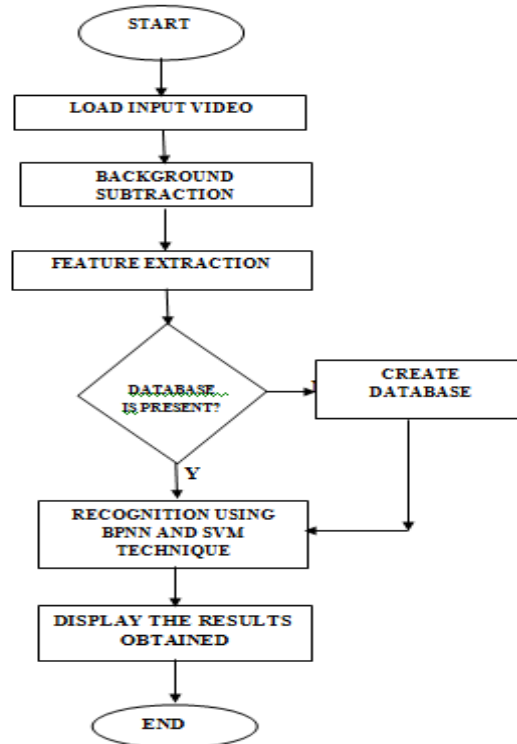 START
LOAD INPUT VIDEO
BACKGROUND
SUBTRACTION
FEATURE EXTRACTION
DATABASE
IS PRESENT?
CREATE
DATABASE
Y
RECOGNITION USING
BPNN AND SVM
TECHNIQUE
DISPLAY THE RESULTS
OBTAINED
END